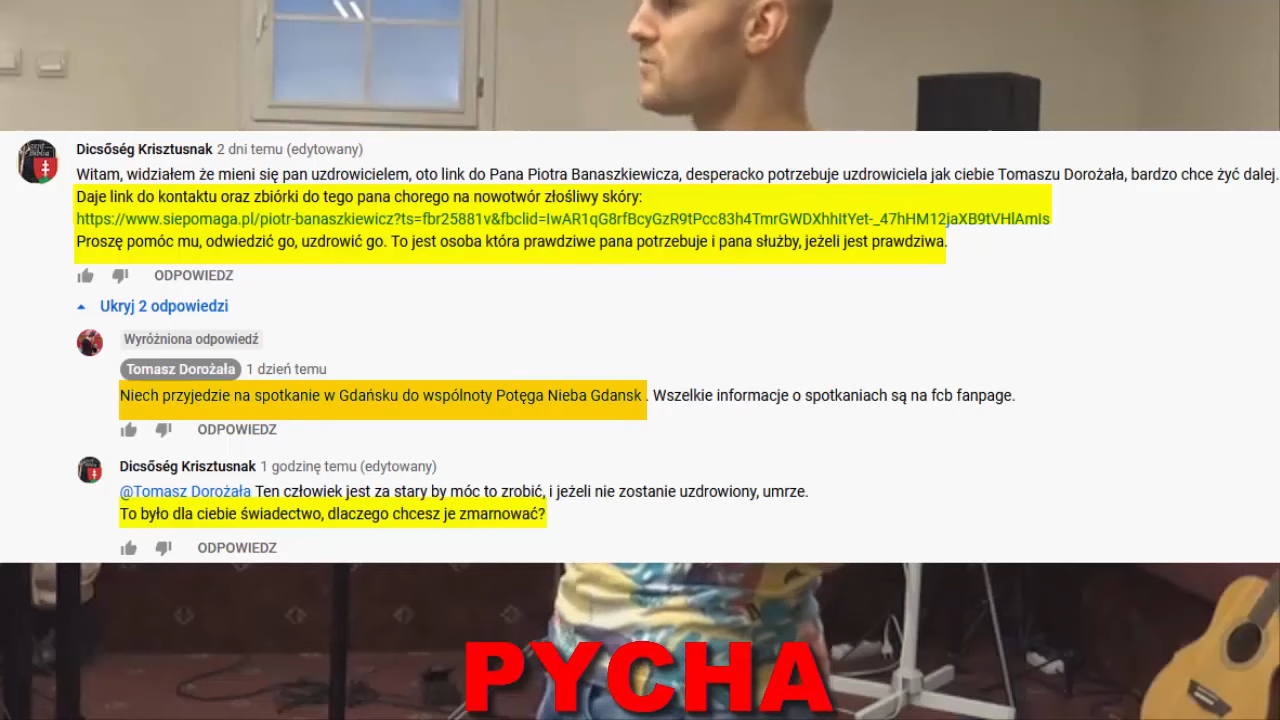 Dicsőség Krisztusnak 2 dni temu (edytowany)
Witam, widziałem że mieni się pan uzdrowicielem, oto link do Pana Piotra Banaszkiewicza, desperacko potrzebuje uzdrowiciela jak ciebie Tomaszu Dorożała, bardzo chce żyć dalej.
Daje link do kontaktu oraz zbiórki do tego pana chorego na nowotwór złośliwy skóry:
https://www.siepomaga.pl/piotr-banaszkiewicz?ts=fbr25881v&fbclid=IwAR1qG8rfBcyGzR9tPcc83h4TmrGWDXhhItYet-_47hHM12jaXB9tVHlAmIs
Proszę pomóc mu, odwiedzić go, uzdrowić go. To jest osoba która prawdziwe pana potrzebuje i pana służby, jeżeli jest prawdziwa.
ODPOWIEDZ
Ukryj 2 odpowiedzi
Wyróżniona odpowiedź
Tomasz Dorożała 1 dzień temu
Niech przyjedzie na spotkanie w Gdańsku do wspólnoty Potęga Nieba Gdansk . Wszelkie informacje o spotkaniach są na fcb fanpage.
ODPOWIEDZ
Dicsőség Krisztusnak 1 godzinę temu (edytowany)
@Tomasz Dorożała Ten człowiek jest za stary by móc to zrobić, i jeżeli nie zostanie uzdrowiony, umrze.
To było dla ciebie świadectwo, dlaczego chcesz je zmarnować?
ODPOWIEDZ
PYCHA